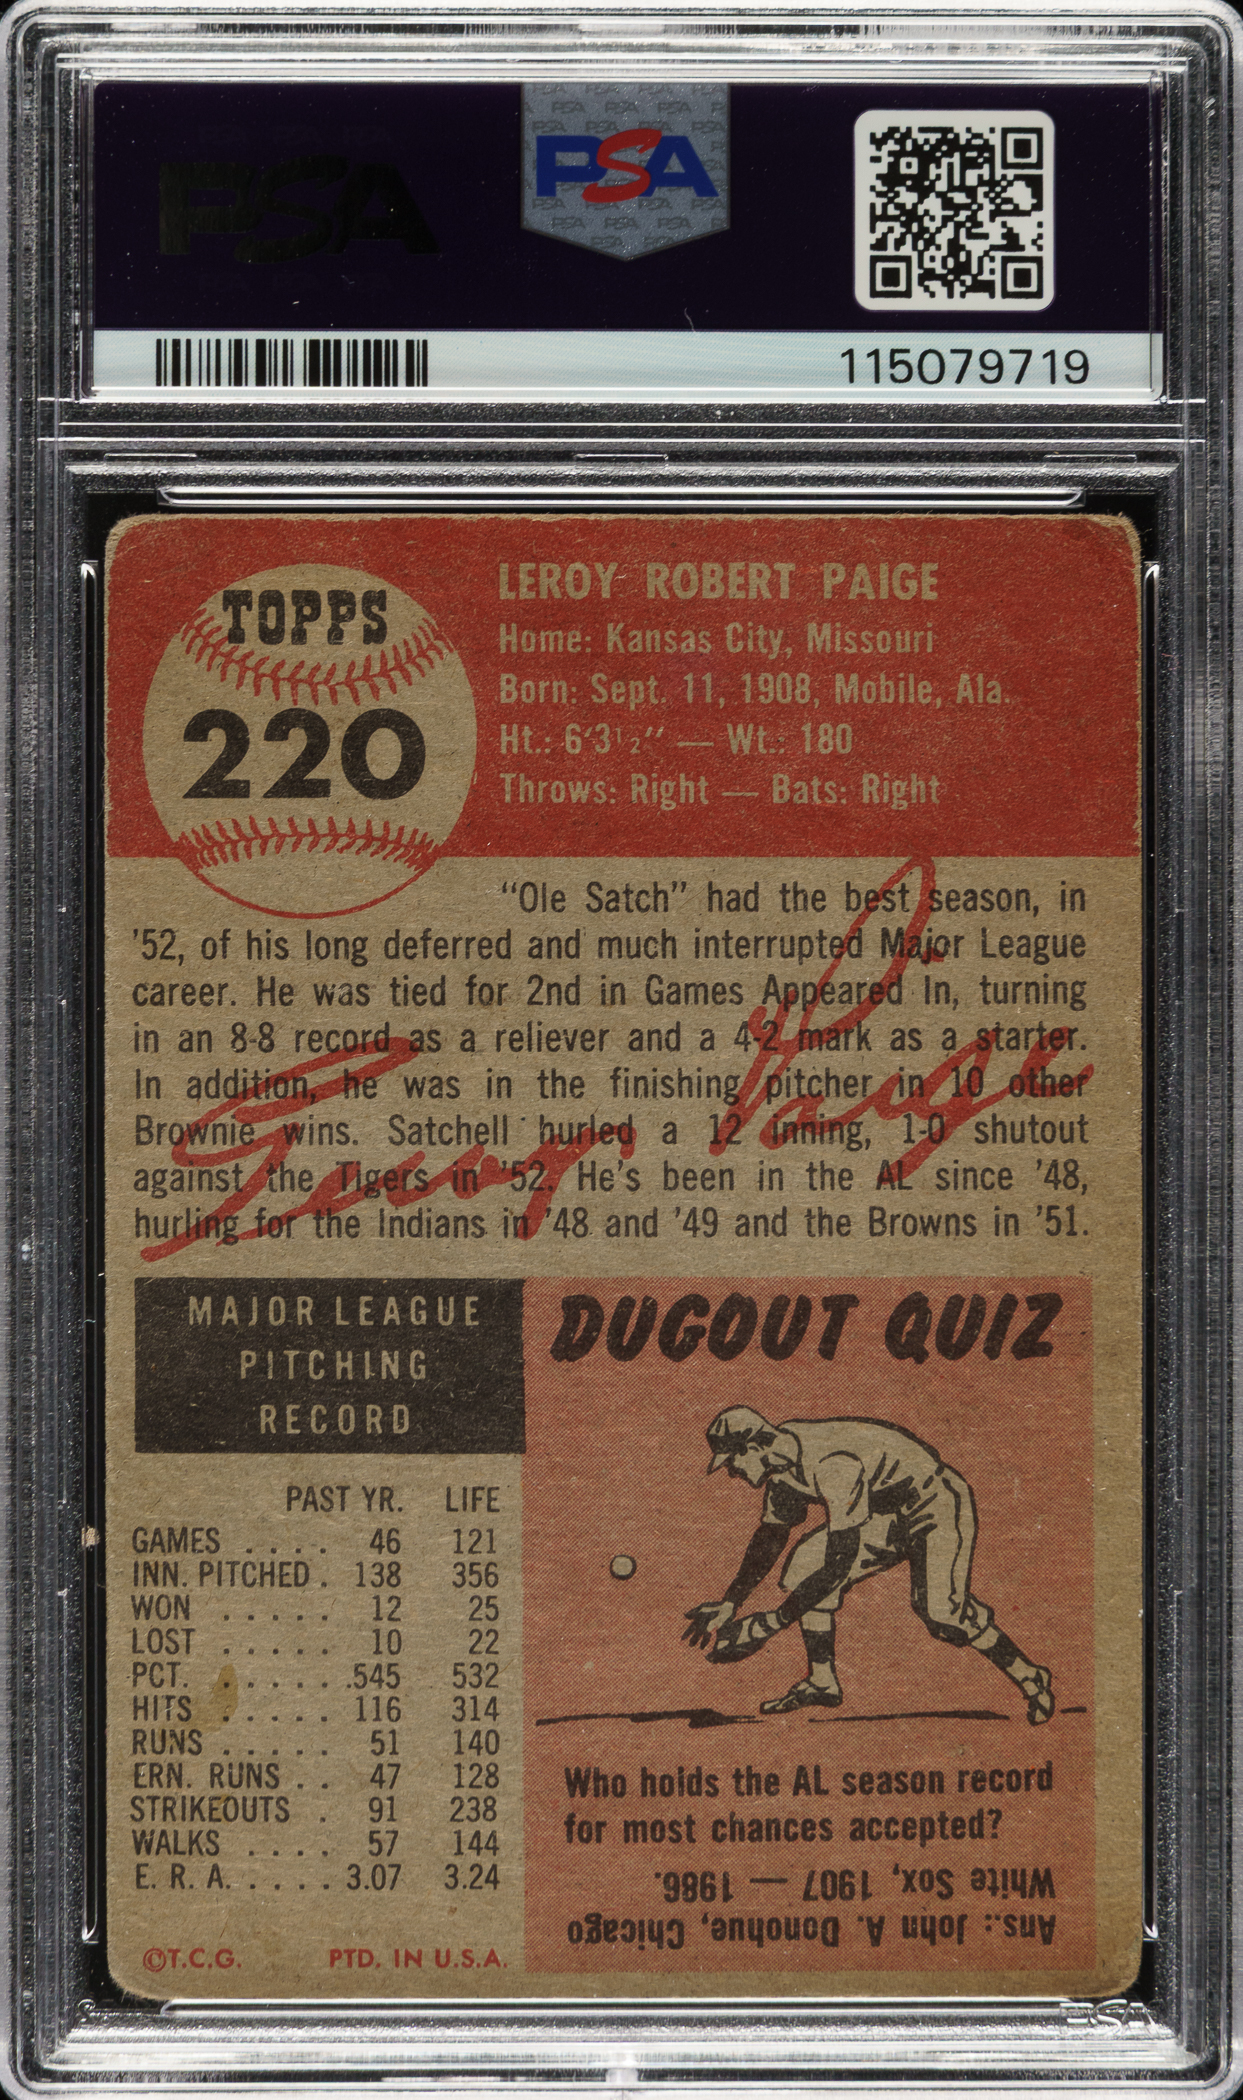 PSA
PSA
115079719
TOPPS
220
LEROY ROBERT PAIGE
Home: Kansas City, Missouri
Born: Sept. 11, 1908, Mobile, Ala.
Ht.: 6'3½" — Wt.: 180
Throws: Right — Bats: Right
"Ole Satch" had the best season, in
'52, of his long deferred and much interrupted Major League
career. He was tied for 2nd in Games Appeared In, turning
in an 8-8 record as a reliever and a 4-2 mark as a starter.
In addition, he was in the finishing pitcher in 10 other
Brownie wins. Satchell hurled a 12 inning, 1-0 shutout
against the Tigers in '52. He's been in the AL since '48,
hurling for the Indians in '48 and '49 and the Browns in '51.
Leroy Paige
MAJOR LEAGUE
PITCHING
RECORD
PAST YR. LIFE
GAMES . . . . 46 121
INN. PITCHED . 138 356
WON . . . . . 12 25
LOST . . . . . 10 22
PCT. . . . . . .545 532
HITS . . . . . 116 314
RUNS . . . . . 51 140
ERN. RUNS . . 47 128
STRIKEOUTS . 91 238
WALKS . . . . 57 144
E. R. A. . . . . 3.07 3.24
©T.C.G. PTD. IN U.S.A.
DUGOUT QUIZ
Who holds the AL season record
for most chances accepted?
Ans.: John A. Donohue, Chicago
White Sox, 1907 — 1986.
PSA